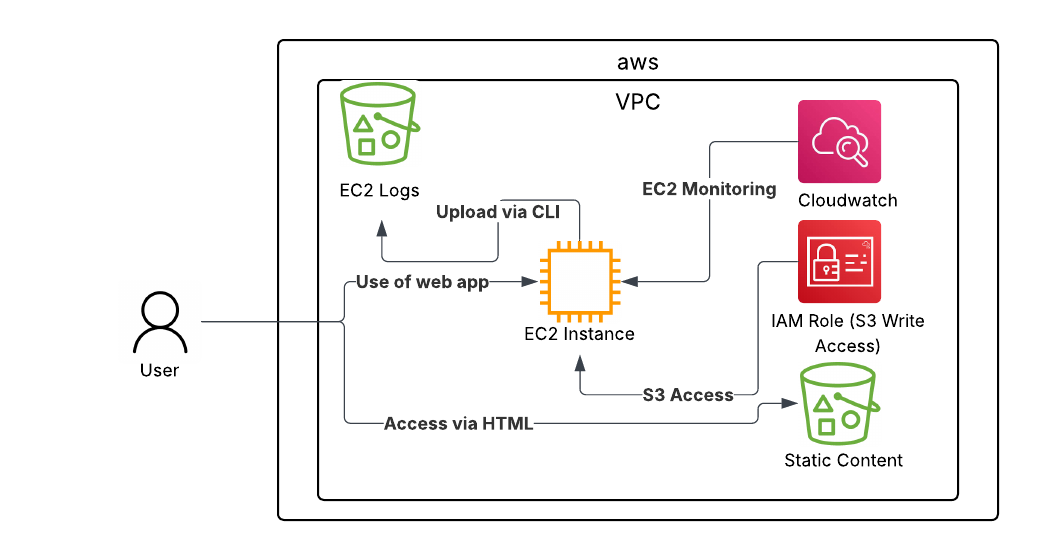 aws
VPC
EC2 Logs
EC2 Monitoring
Cloudwatch
Upload via CLI
Use of web app
EC2 Instance
IAM Role (S3 Write
Access)
User
S3 Access
Access via HTML
Static Content